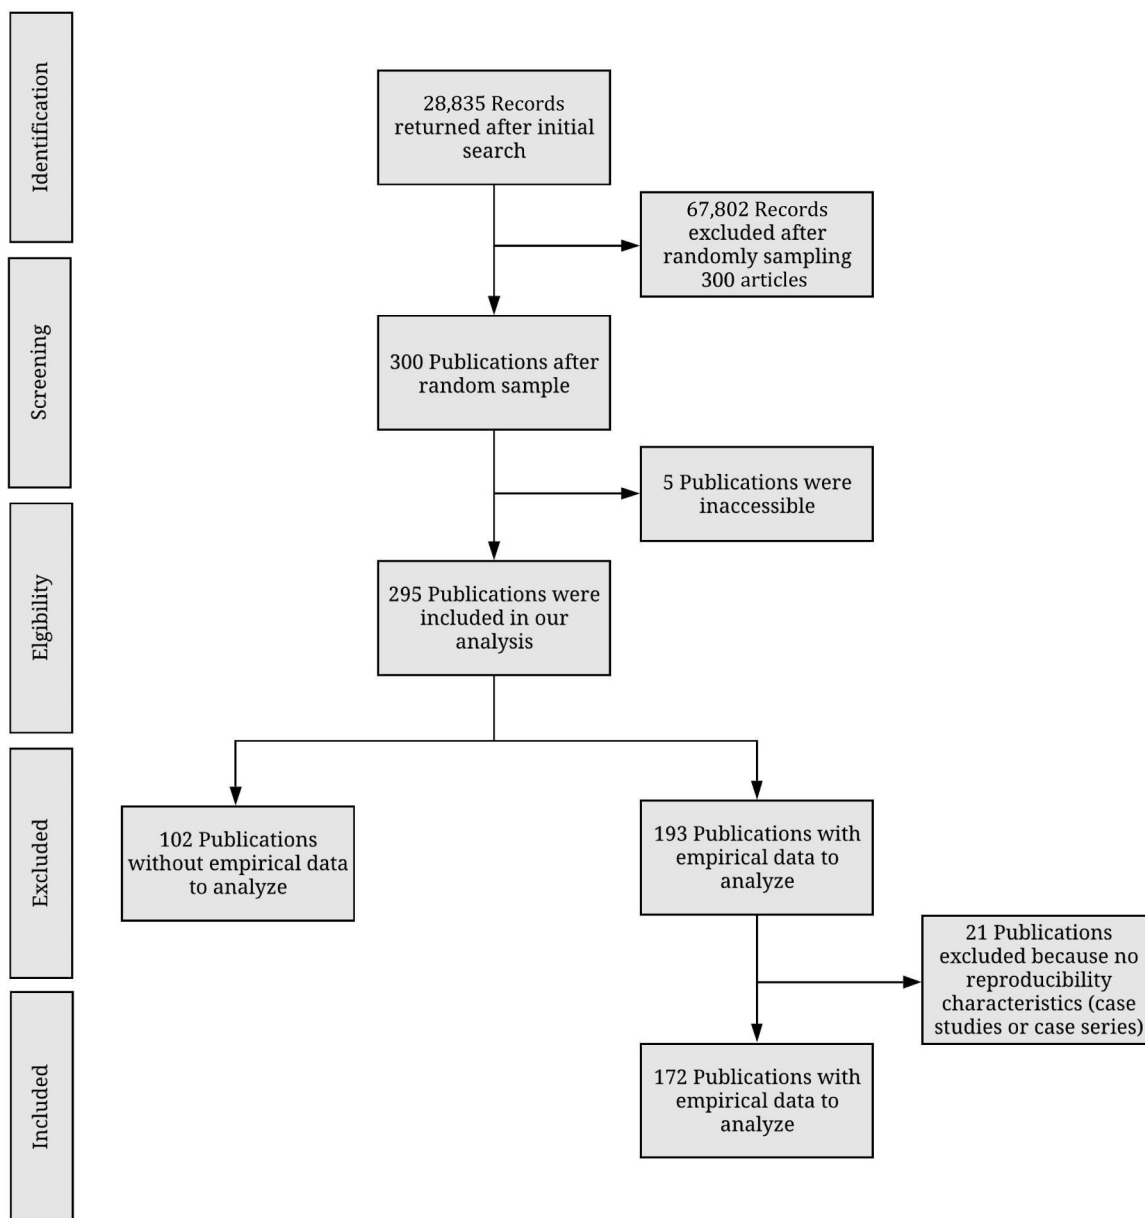 Identification
28,835 Records
returned after initial
search
67,802 Records
excluded after
randomly sampling
300 articles
Screening
300 Publications after
random sample
5 Publications were
inaccessible
Elgibility
295 Publications were
included in our
analysis
Excluded
102 Publications
without empirical data
to analyze
193 Publications with
empirical data to
analyze
21 Publications
excluded because no
reproducibility
characteristics (case
studies or case series)
Included
172 Publications with
empirical data to
analyze